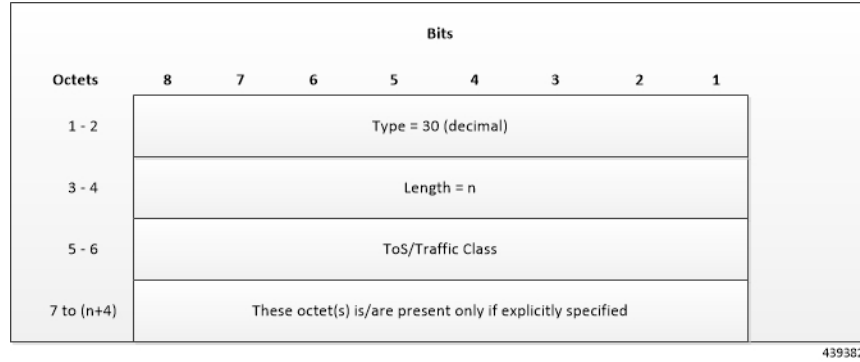 Bits
Octets 8 7 6 5 4 3 2 1
1 - 2 Type = 30 (decimal)
3 - 4 Length = n
5 - 6 ToS/Traffic Class
7 to (n+4) These octet(s) is/are present only if explicitly specified
439382